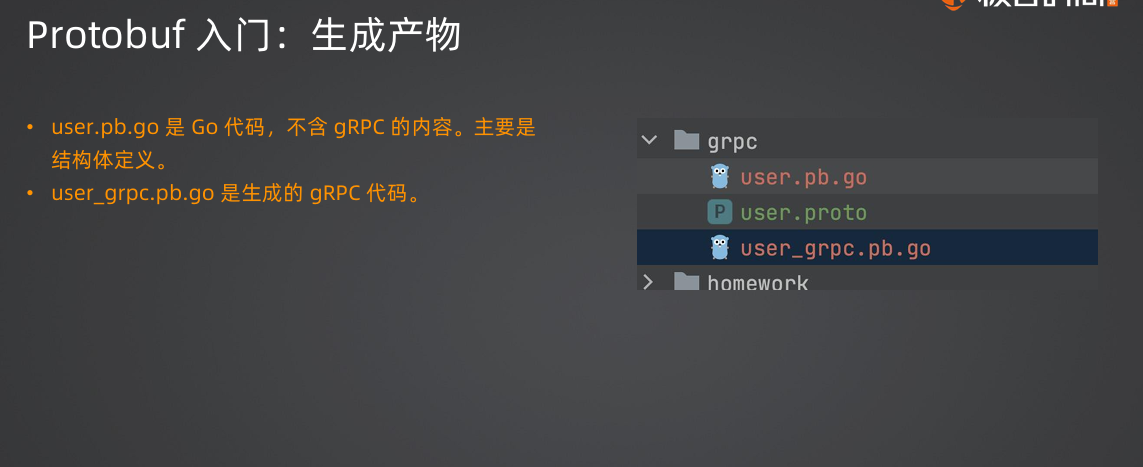 Protobuf 入门：生成产物
• user.pb.go 是 Go 代码，不含 gRPC 的内容。主要是
结构体定义。
• user_grpc.pb.go 是生成的 gRPC 代码。
grpc
user.pb.go
P user.proto
user_grpc.pb.go
homework